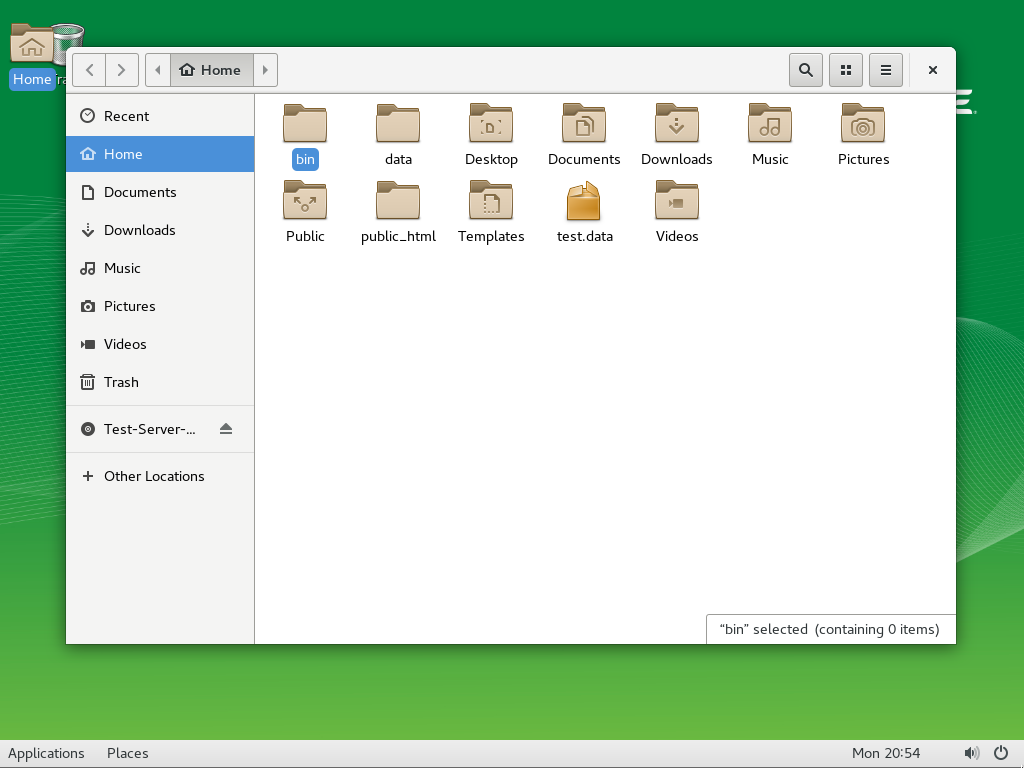 Home
Home
Recent
Home
Documents
Downloads
Music
Pictures
Videos
Trash
Test-Server-...
Other Locations
bin data Desktop Documents Downloads Music Pictures
Public public_html Templates test.data Videos
“bin” selected (containing 0 items)
Applications Places Mon 20:54